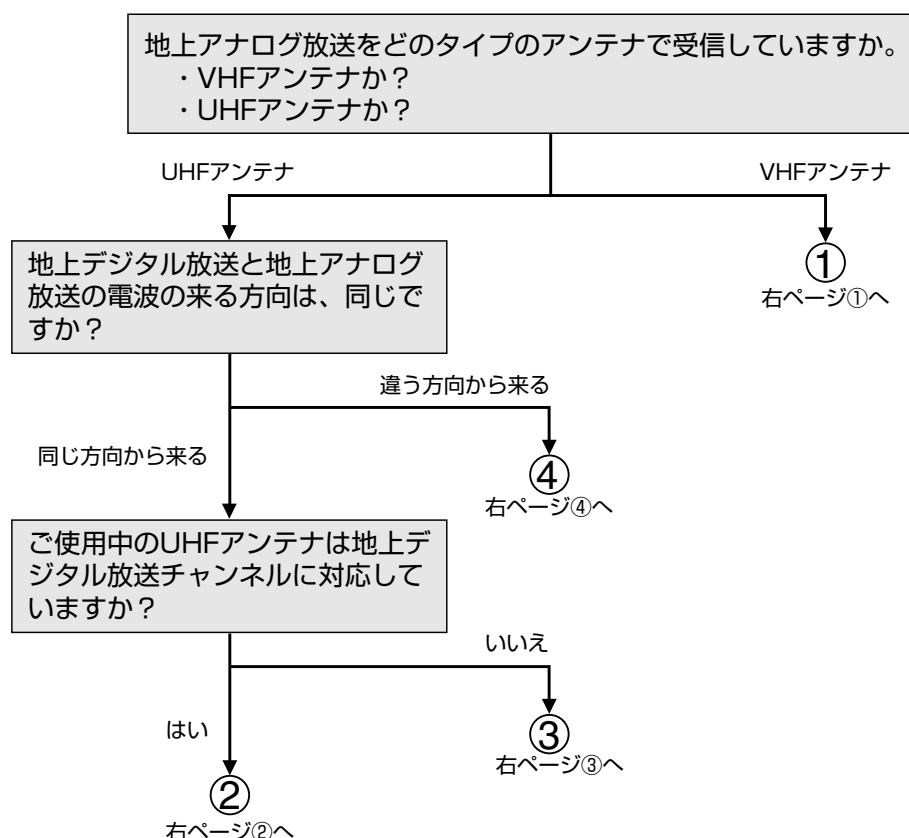 地上アナログ放送をどのタイプのアンテナで受信していますか。
・VHFアンテナか？
・UHFアンテナか？
UHFアンテナ
VHFアンテナ
地上デジタル放送と地上アナログ
放送の電波の来る方向は、同じで
すか？
①
右ページ①へ
違う方向から来る
同じ方向から来る
④
右ページ④へ
ご使用中のUHFアンテナは地上デ
ジタル放送チャンネルに対応して
いますか？
いいえ
はい
③
右ページ③へ
②
右ページ②へ